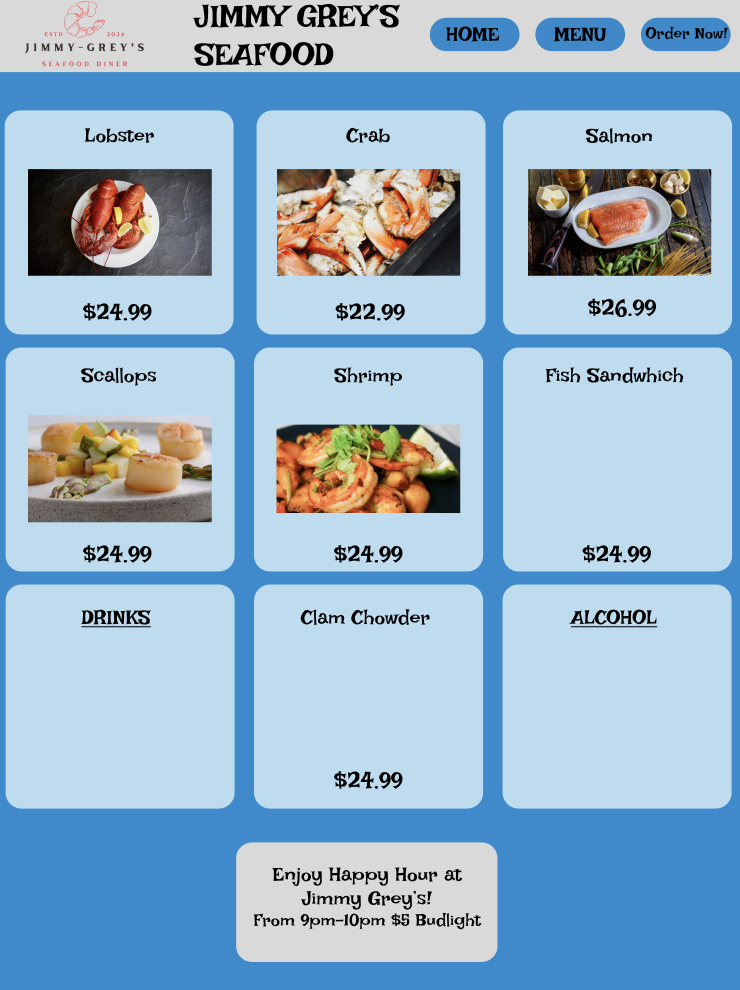 ESTD 2024
JIMMY-GREY'S
SEAFOOD DINER
JIMMY GREY'S
SEAFOOD
HOME
MENU
Order Now!
Lobster
$24.99
Crab
$22.99
Salmon
$26.99
Scallops
$24.99
Shrimp
$24.99
Fish Sandwhich
$24.99
DRINKS
Clam Chowder
$24.99
ALCOHOL
Enjoy Happy Hour at
Jimmy Grey's!
From 9pm-10pm $5 Budlight